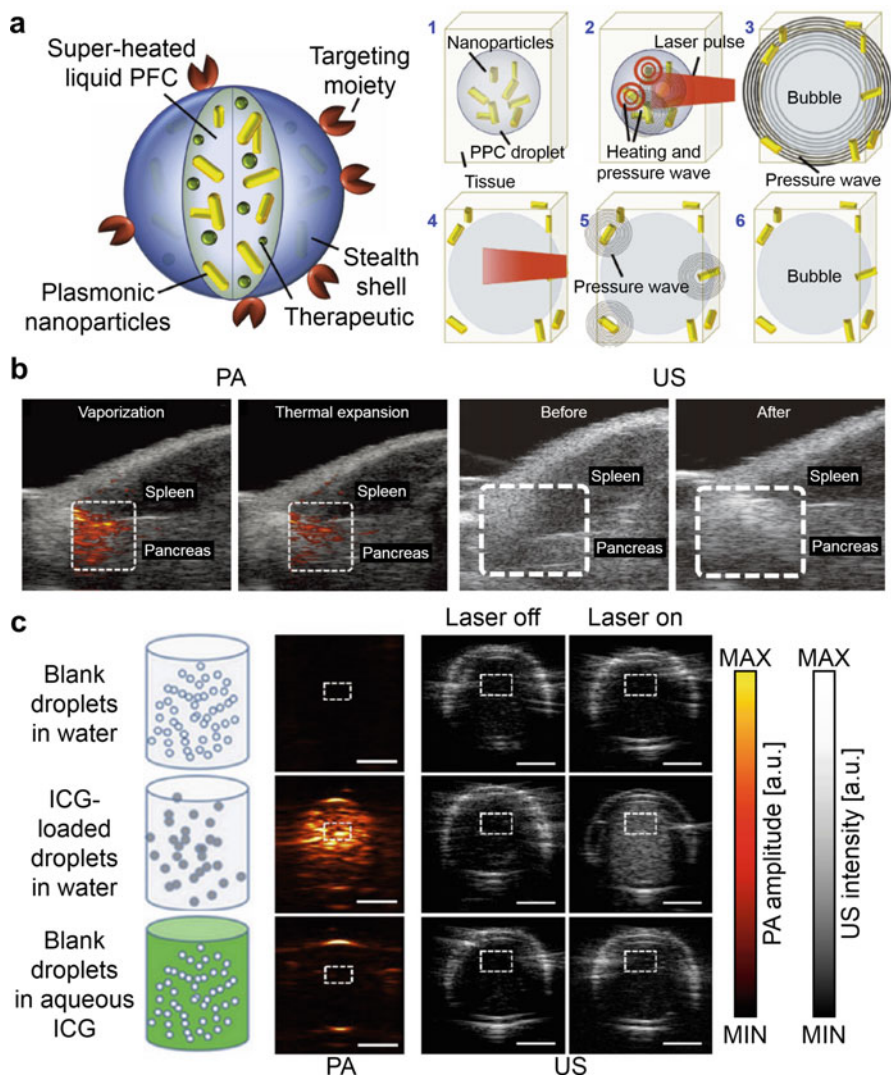 a
Super-heated
liquid PFC
Targeting
moiety
Plasmonic
nanoparticles
Stealth
shell
Therapeutic
1
Nanoparticles
PPC droplet
Tissue
2
Laser pulse
Heating and
pressure wave
3
Bubble
Pressure wave
4
5
Pressure wave
6
Bubble
b
PA
US
Vaporization
Spleen
Pancreas
Thermal expansion
Spleen
Pancreas
Before
Spleen
Pancreas
After
Spleen
Pancreas
c
Laser off
Laser on
Blank
droplets
in water
ICG-
loaded
droplets
in water
Blank
droplets
in aqueous
ICG
PA
US
MAX
PA amplitude [a.u.]
MIN
MAX
US intensity [a.u.]
MIN